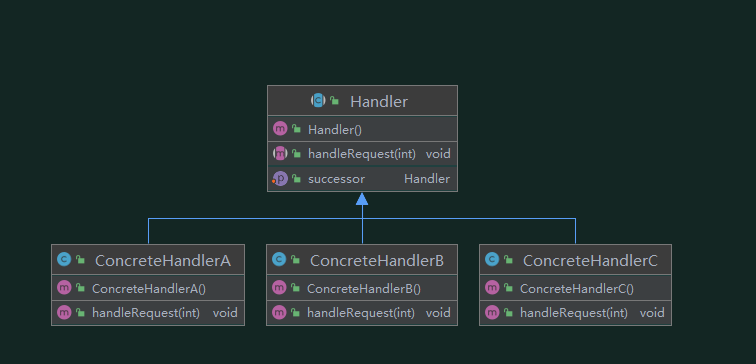 Handler
Handler()
handleRequest(int) void
successor Handler
ConcreteHandlerA
ConcreteHandlerA()
handleRequest(int) void
ConcreteHandlerB
ConcreteHandlerB()
handleRequest(int) void
ConcreteHandlerC
ConcreteHandlerC()
handleRequest(int) void